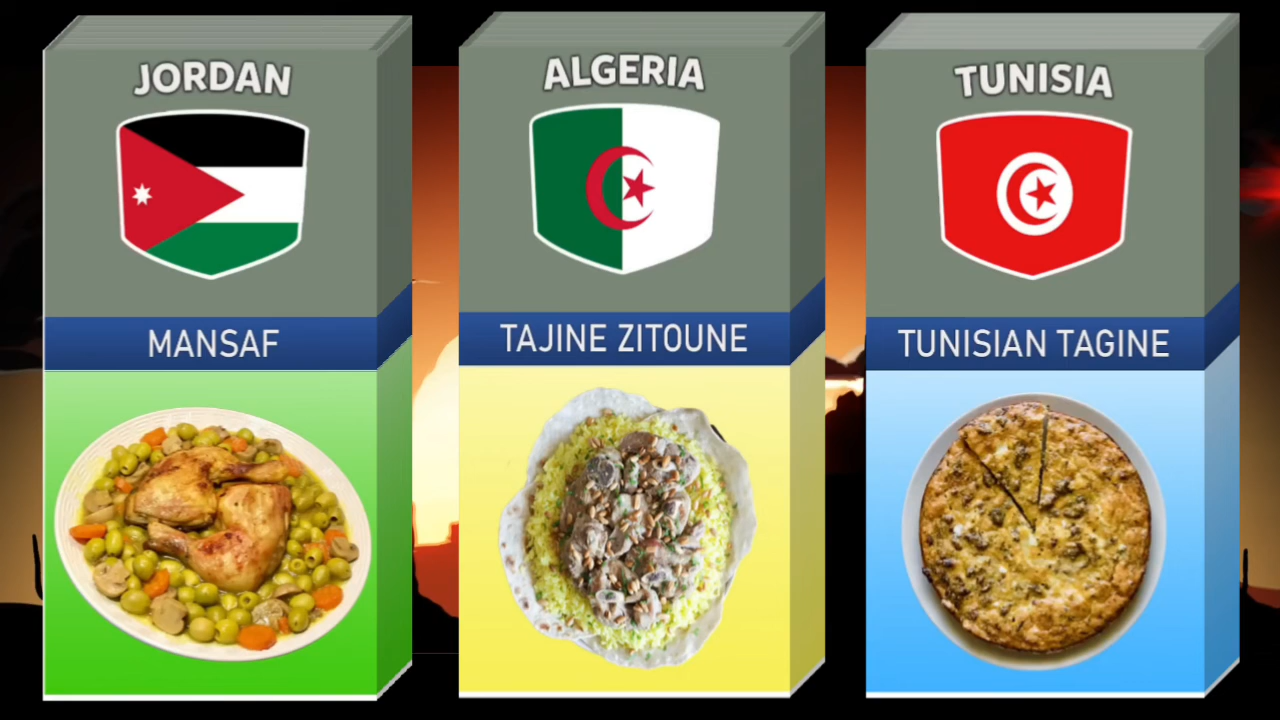 JORDAN
MANSAF
ALGERIA
TAJINE ZITOUNE
TUNISIA
TUNISIAN TAGINE